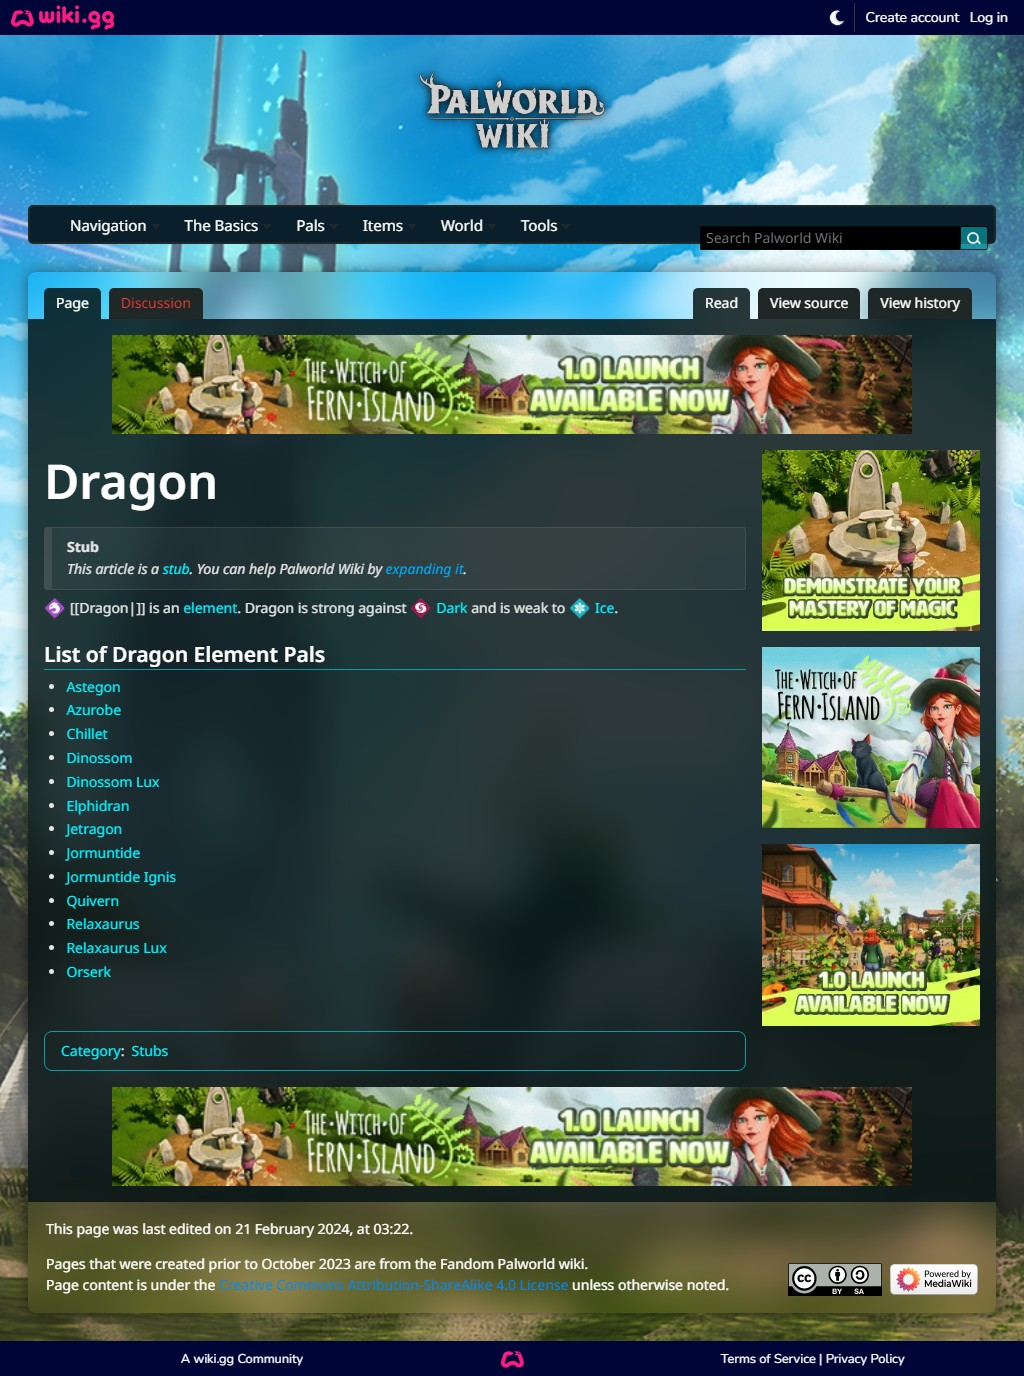 wiki.gg
Create account Log in
PALWORLD
WIKI
Navigation The Basics Pals Items World Tools
Search Palworld Wiki
Page Discussion Read View source View history
THE·WITCH·OF
FERN·ISLAND
1.0 LAUNCH
AVAILABLE NOW
Dragon
Stub
This article is a stub. You can help Palworld Wiki by expanding it.
[[Dragon|]] is an element. Dragon is strong against Dark and is weak to Ice.
List of Dragon Element Pals
Astegon
Azurobe
Chillet
Dinossom
Dinossom Lux
Elphidran
Jetragon
Jormuntide
Jormuntide Ignis
Quivern
Relaxaurus
Relaxaurus Lux
Orserk
DEMONSTRATE YOUR
MASTERY OF MAGIC
THE·WITCH·OF
FERN·ISLAND
1.0 LAUNCH
AVAILABLE NOW
Category: Stubs
THE·WITCH·OF
FERN·ISLAND
1.0 LAUNCH
AVAILABLE NOW
This page was last edited on 21 February 2024, at 03:22.
Pages that were created prior to October 2023 are from the Fandom Palworld wiki.
Page content is under the Creative Commons Attribution-ShareAlike 4.0 License unless otherwise noted.
cc BY SA
Powered by
MediaWiki
A wiki.gg Community
Terms of Service | Privacy Policy